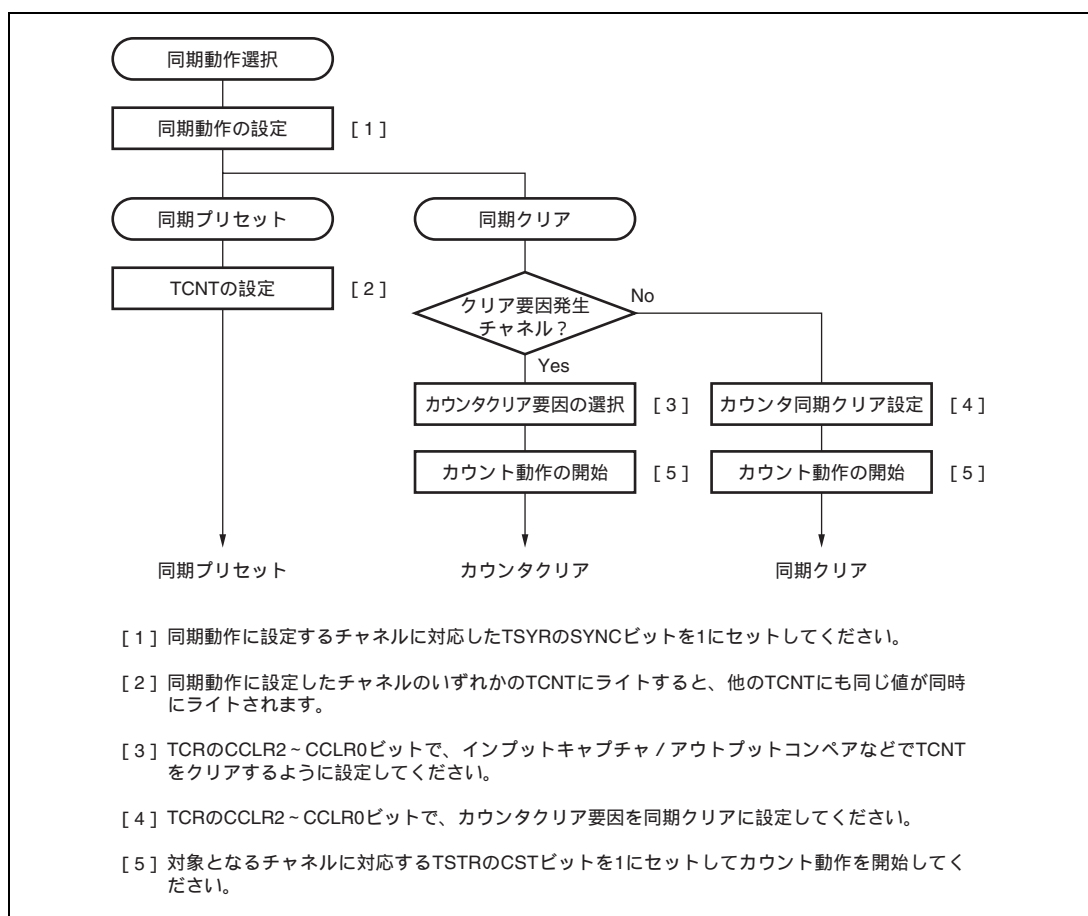 同期動作選択
同期動作の設定 [ 1 ]
同期プリセット
TCNTの設定 [ 2 ]
同期プリセット
同期クリア
クリア要因発生
チャネル？
Yes
No
カウンタクリア要因の選択 [ 3 ]
カウント動作の開始 [ 5 ]
カウンタクリア
カウンタ同期クリア設定 [ 4 ]
カウント動作の開始 [ 5 ]
同期クリア
[ 1 ] 同期動作に設定するチャネルに対応したTSYRのSYNCビットを1にセットしてください。
[ 2 ] 同期動作に設定したチャネルのいずれかのTCNTにライトすると、他のTCNTにも同じ値が同時
にライトされます。
[ 3 ] TCRのCCLR2～CCLR0ビットで、インプットキャプチャ / アウトプットコンペアなどでTCNT
をクリアするように設定してください。
[ 4 ] TCRのCCLR2～CCLR0ビットで、カウンタクリア要因を同期クリアに設定してください。
[ 5 ] 対象となるチャネルに対応するTSTRのCSTビットを1にセットしてカウント動作を開始してく
ださい。